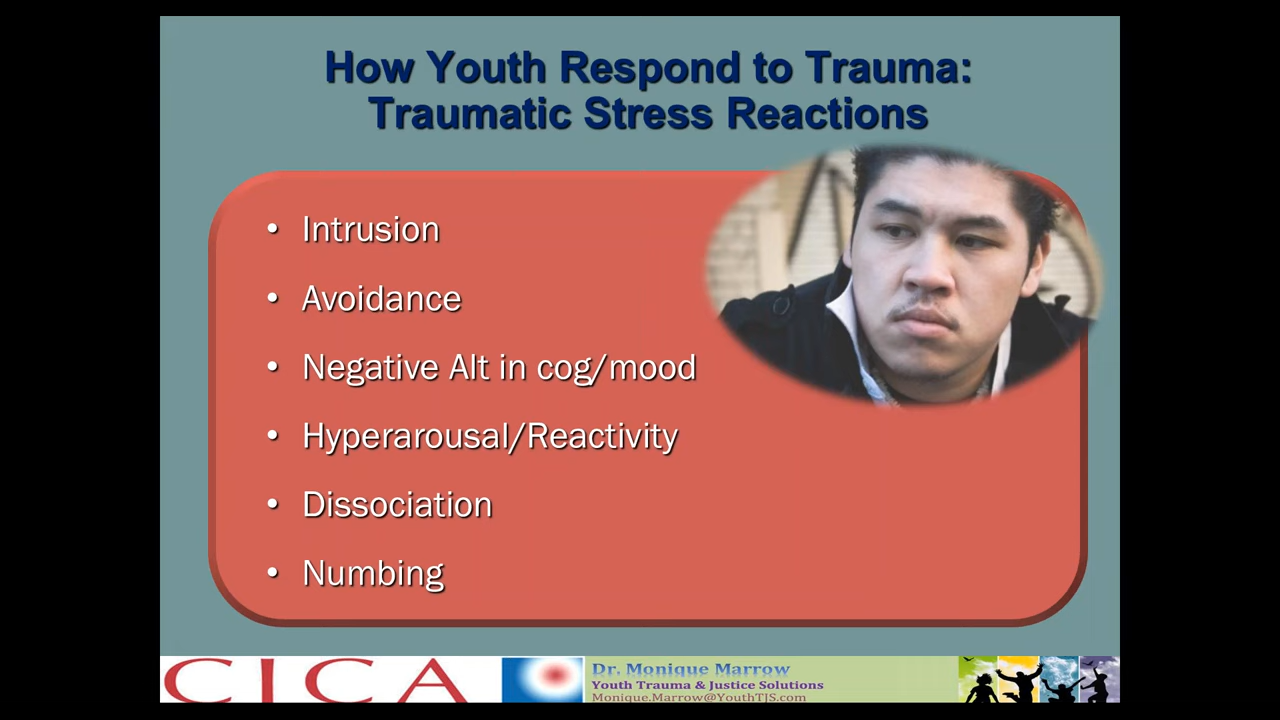 How Youth Respond to Trauma:
Traumatic Stress Reactions
• Intrusion
• Avoidance
• Negative Alt in cog/mood
• Hyperarousal/Reactivity
• Dissociation
• Numbing
CICA
Dr. Monique Marrow
Youth Trauma & Justice Solutions
Monique.Marrow@YouthTJS.com